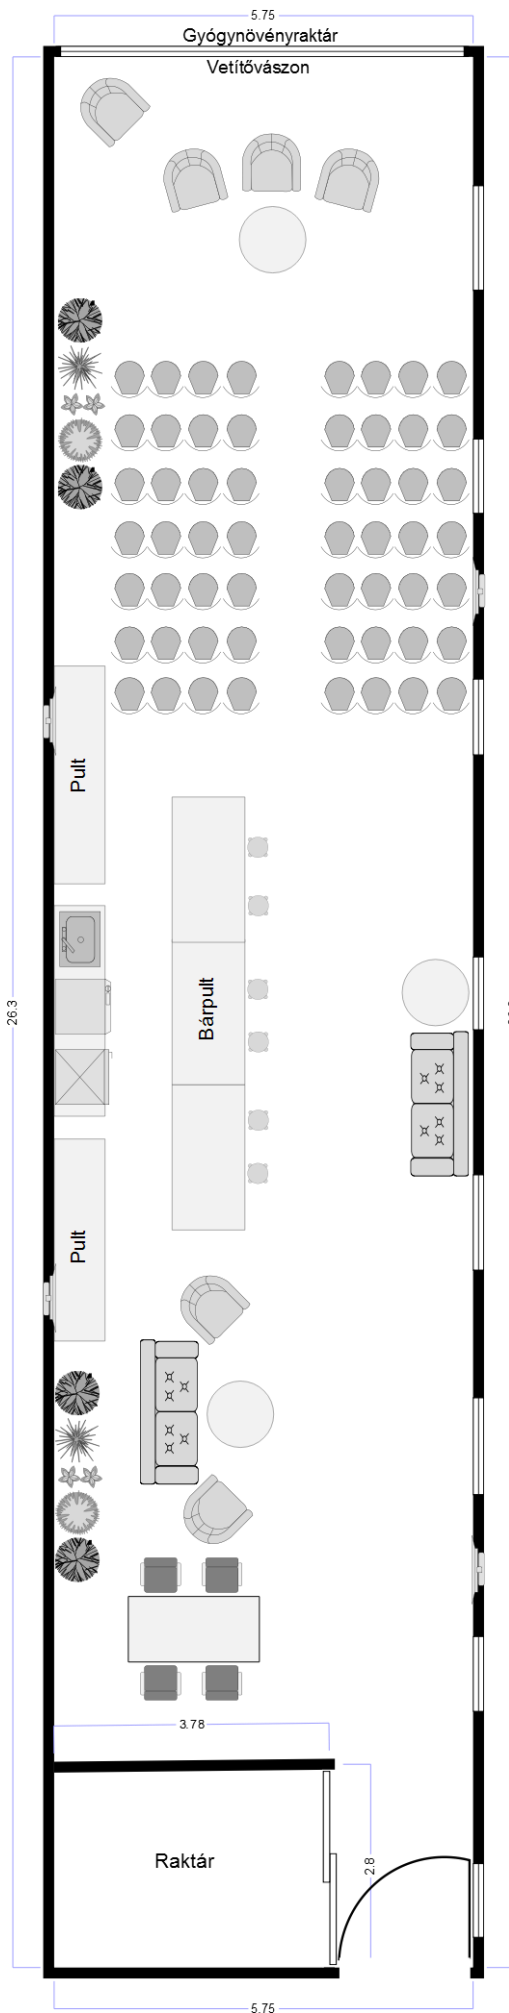 5.75
Gyógynövényraktár
Vetítővászon
Pult
Bárpult
26.3
Pult
3.78
Raktár
2.8
5.75